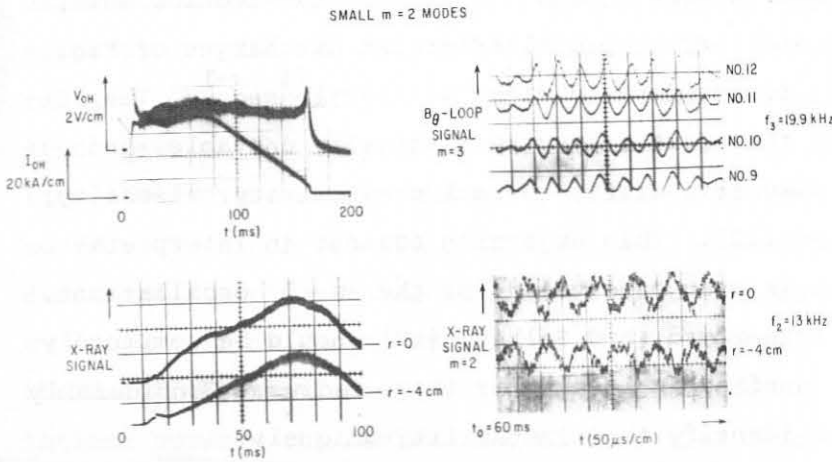 SMALL m = 2 MODES
V_OH
2V/cm
I_OH
20kA/cm
0 100 200
t (ms)
B_θ-LOOP
SIGNAL
m=3
NO.12
NO.11
NO.10
NO.9
f_3=19.9 kHz
X-RAY
SIGNAL
r=0
r=-4 cm
0 50 100
t (ms)
X-RAY
SIGNAL
m=2
r=0
r=-4 cm
f_2=13 kHz
t_0=60ms
t (50μs/cm)